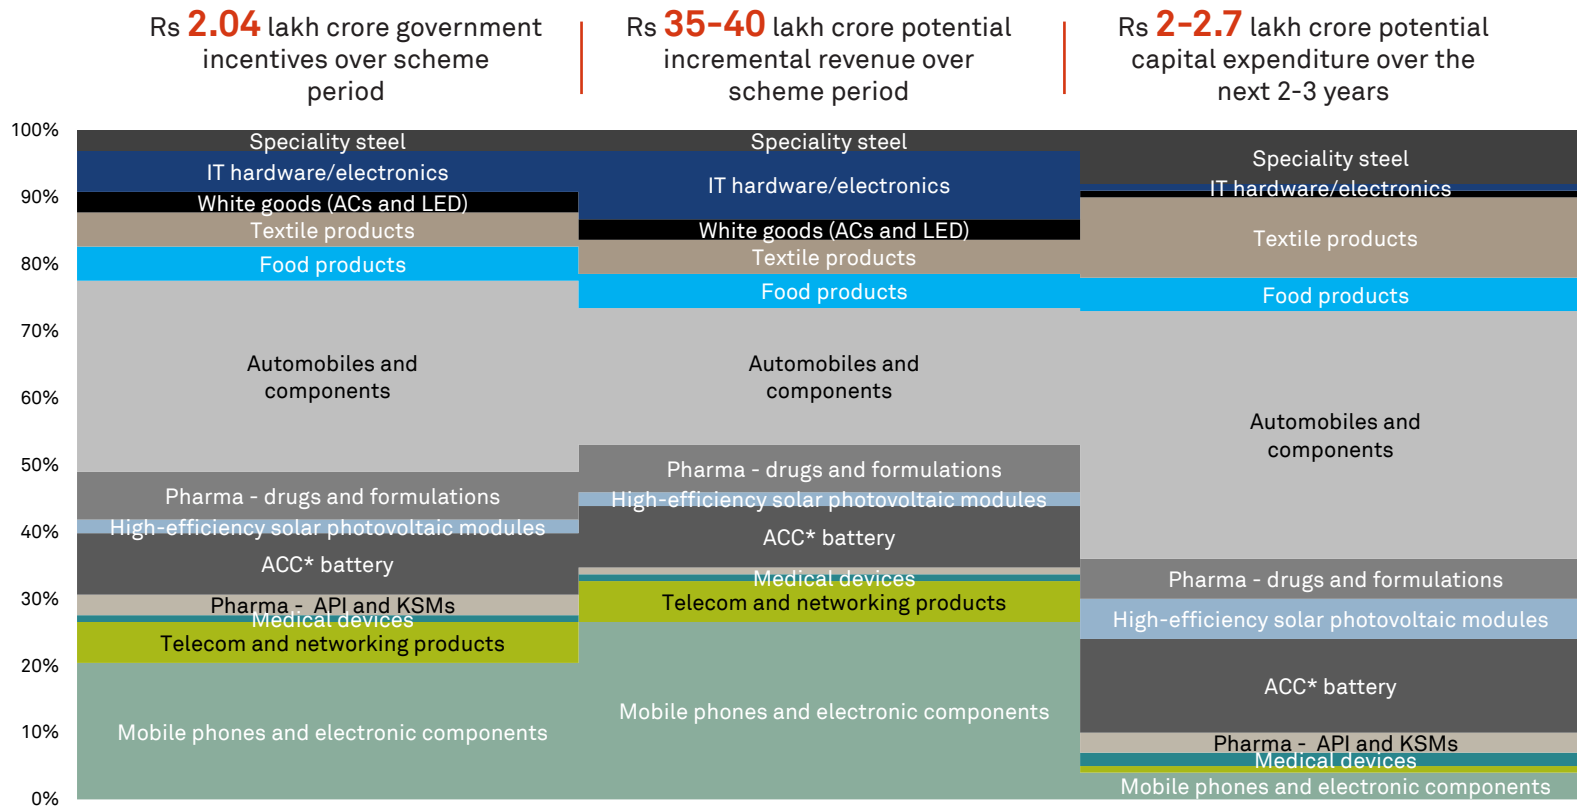 Rs 2.04 lakh crore government
incentives over scheme
period
Rs 35-40 lakh crore potential
incremental revenue over
scheme period
Rs 2-2.7 lakh crore potential
capital expenditure over the
next 2-3 years
100%
90%
80%
70%
60%
50%
40%
30%
20%
10%
0%
Speciality steel
IT hardware/electronics
White goods (ACs and LED)
Textile products
Food products
Automobiles and
components
Pharma - drugs and formulations
High-efficiency solar photovoltaic modules
ACC* battery
Pharma - API and KSMs
Medical devices
Telecom and networking products
Mobile phones and electronic components
Speciality steel
IT hardware/electronics
White goods (ACs and LED)
Textile products
Food products
Automobiles and
components
Pharma - drugs and formulations
High-efficiency solar photovoltaic modules
ACC* battery
Medical devices
Telecom and networking products
Mobile phones and electronic components
Speciality steel
IT hardware/electronics
Textile products
Food products
Automobiles and
components
Pharma - drugs and formulations
High-efficiency solar photovoltaic modules
ACC* battery
Pharma - API and KSMs
Medical devices
Mobile phones and electronic components